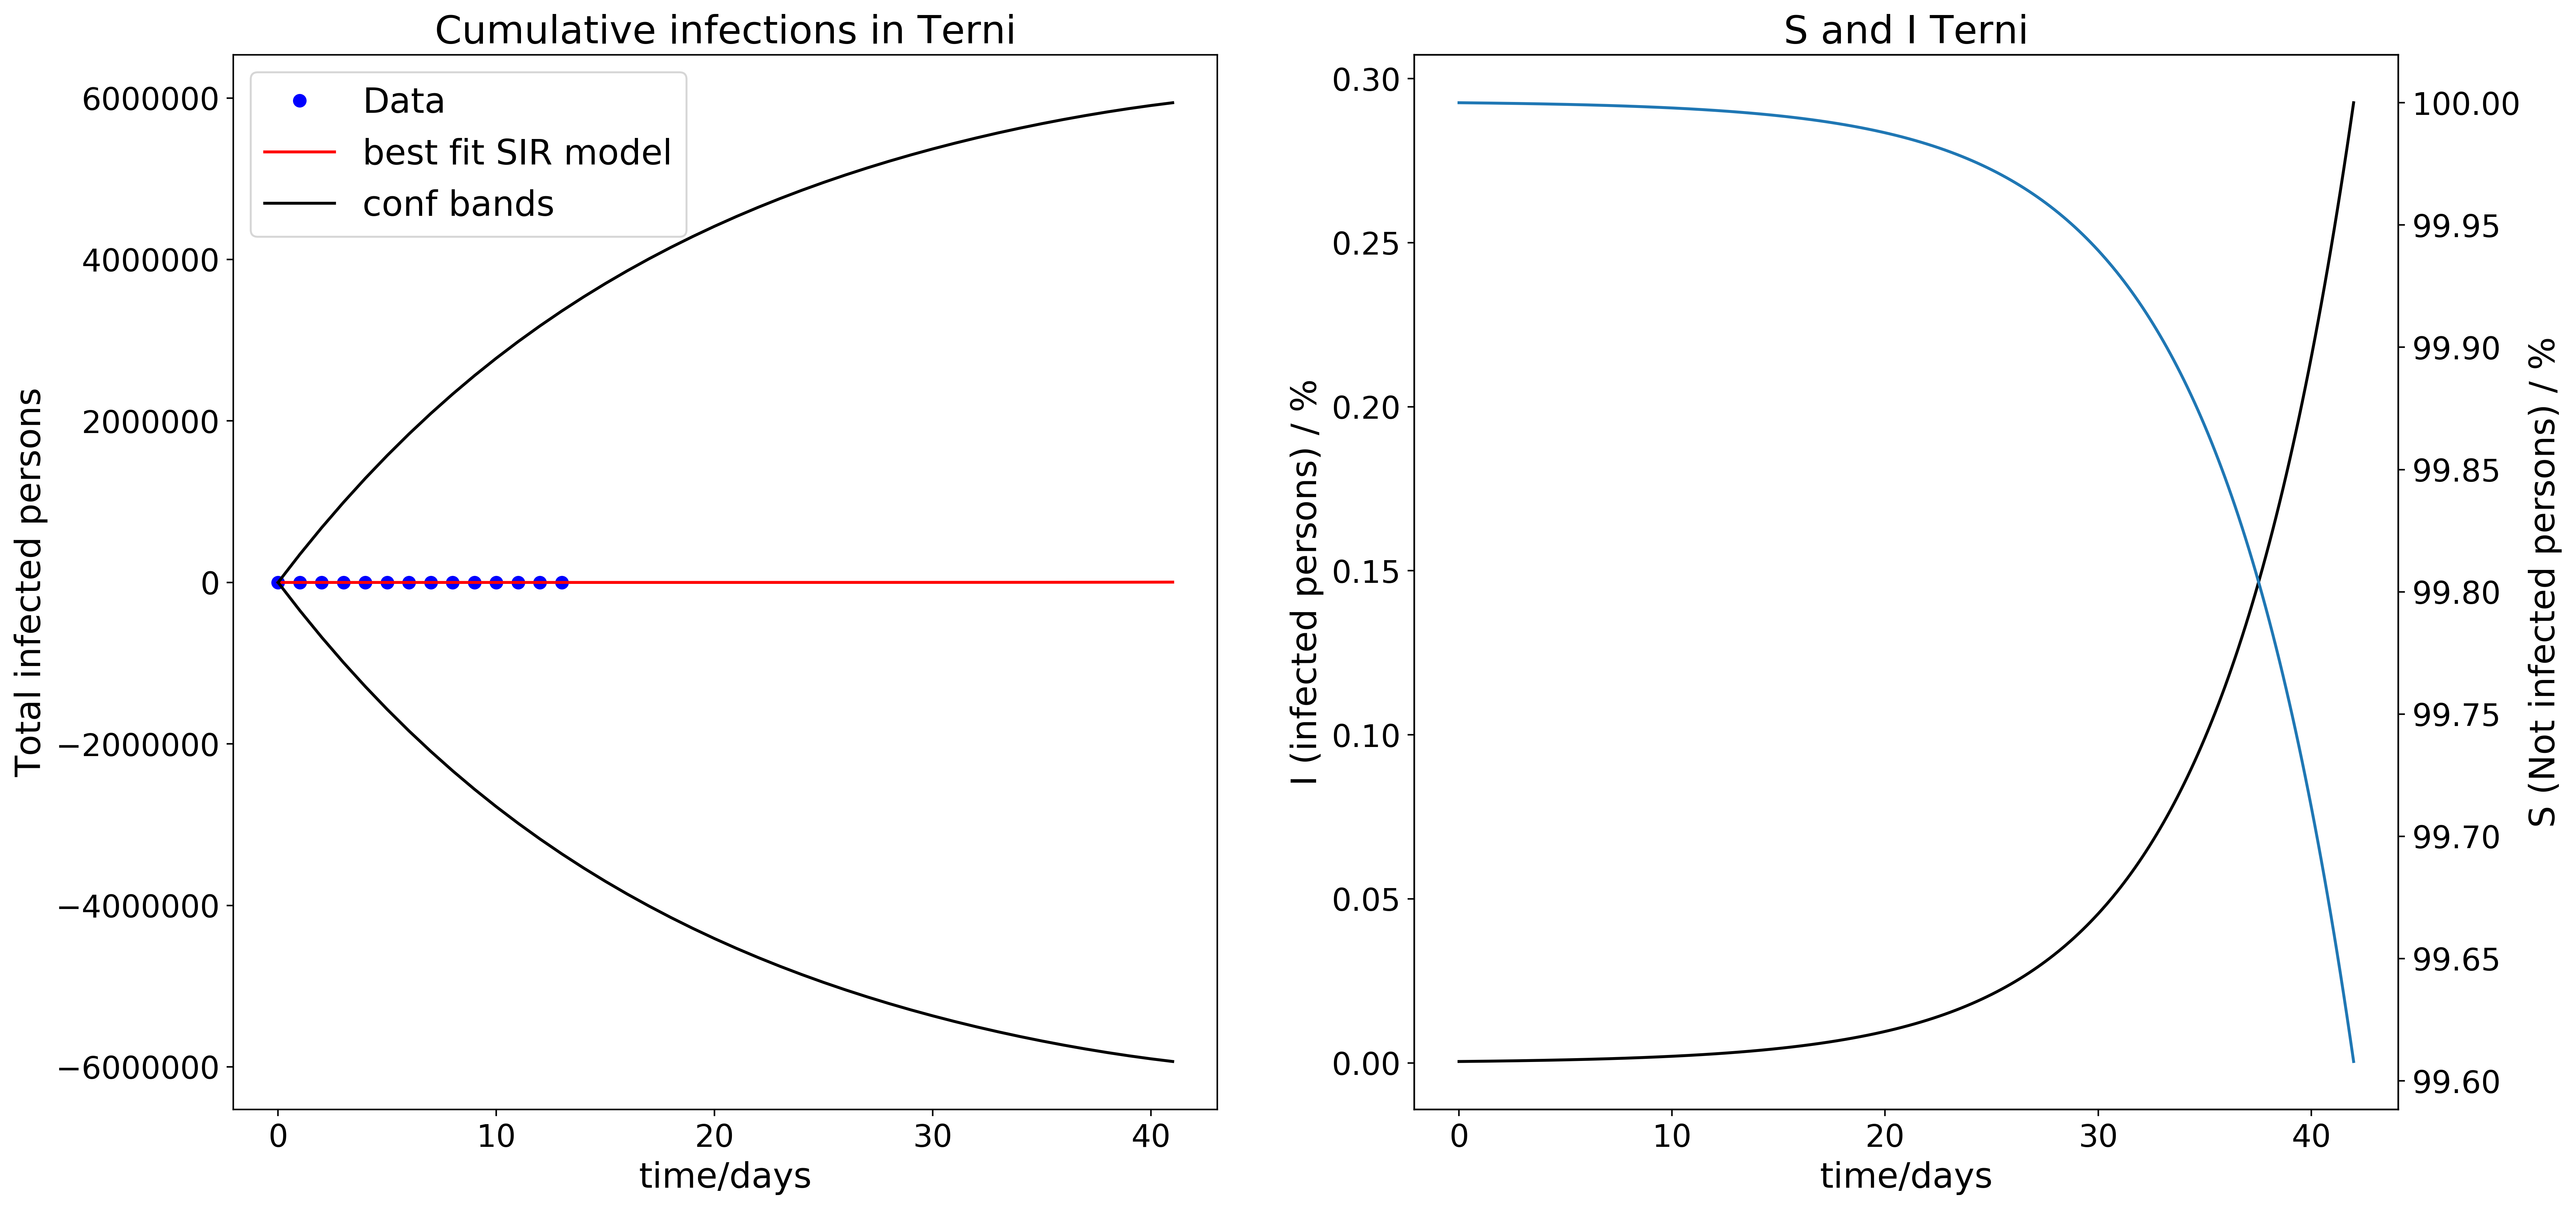 Cumulative infections in Terni
Data
best fit SIR model
conf bands
Total infected persons
6000000
4000000
2000000
0
−2000000
−4000000
−6000000
0 10 20 30 40
time/days
S and I Terni
I (infected persons) / %
0.30
0.25
0.20
0.15
0.10
0.05
0.00
100.00
99.95
99.90
99.85
99.80
99.75
99.70
99.65
99.60
S (Not infected persons) / %
0 10 20 30 40
time/days